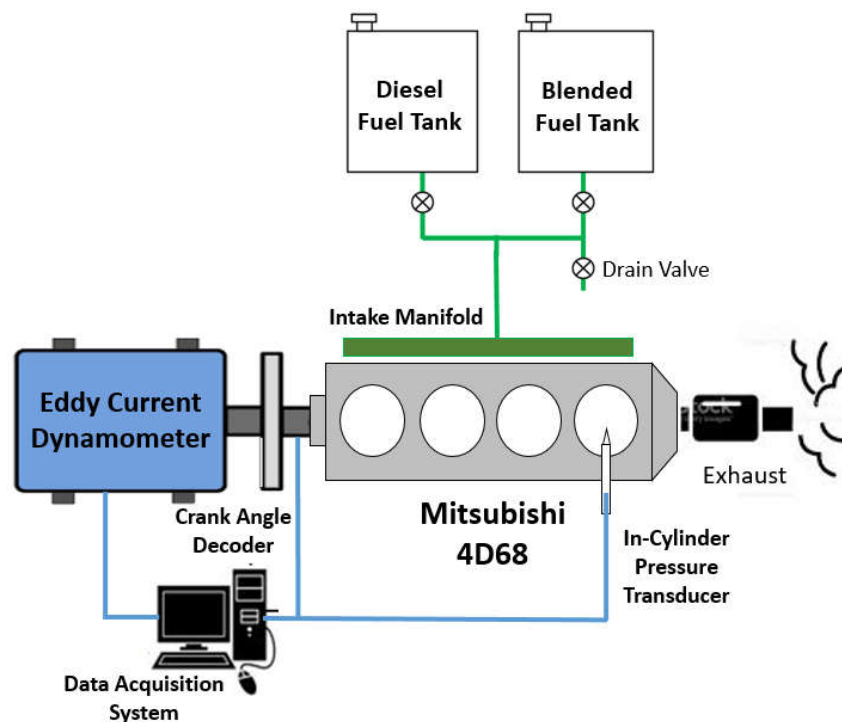 Diesel
Fuel Tank
Blended
Fuel Tank
Drain Valve
Intake Manifold
Eddy Current
Dynamometer
Exhaust
Crank Angle
Decoder
Mitsubishi
4D68
In-Cylinder
Pressure
Transducer
Data Acquisition
System